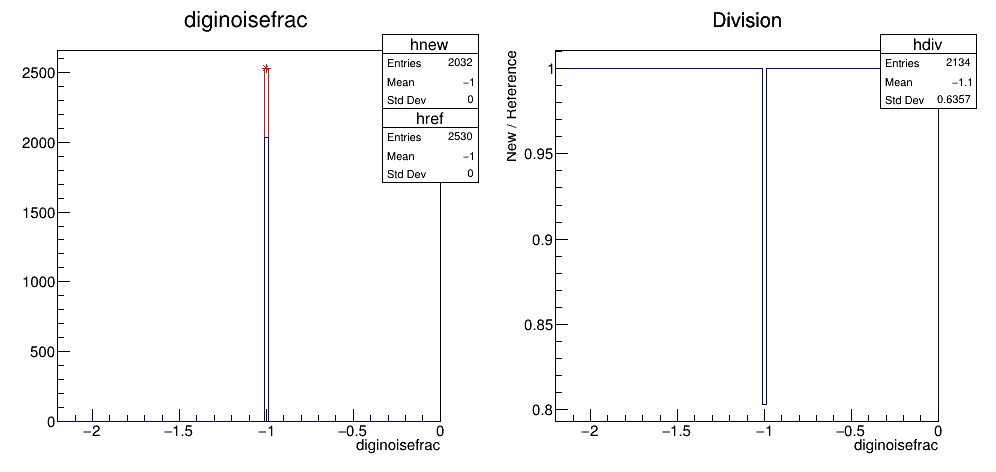 diginoisefrac
hnew
Entries 2032
Mean −1
Std Dev 0
href
Entries 2530
Mean −1
Std Dev 0
2500
2000
1500
1000
500
0
−2 −1.5 −1 −0.5 0
diginoisefrac
Division
hdiv
Entries 2134
Mean −1.1
Std Dev 0.6357
New / Reference
1
0.95
0.9
0.85
0.8
−2 −1.5 −1 −0.5 0
diginoisefrac